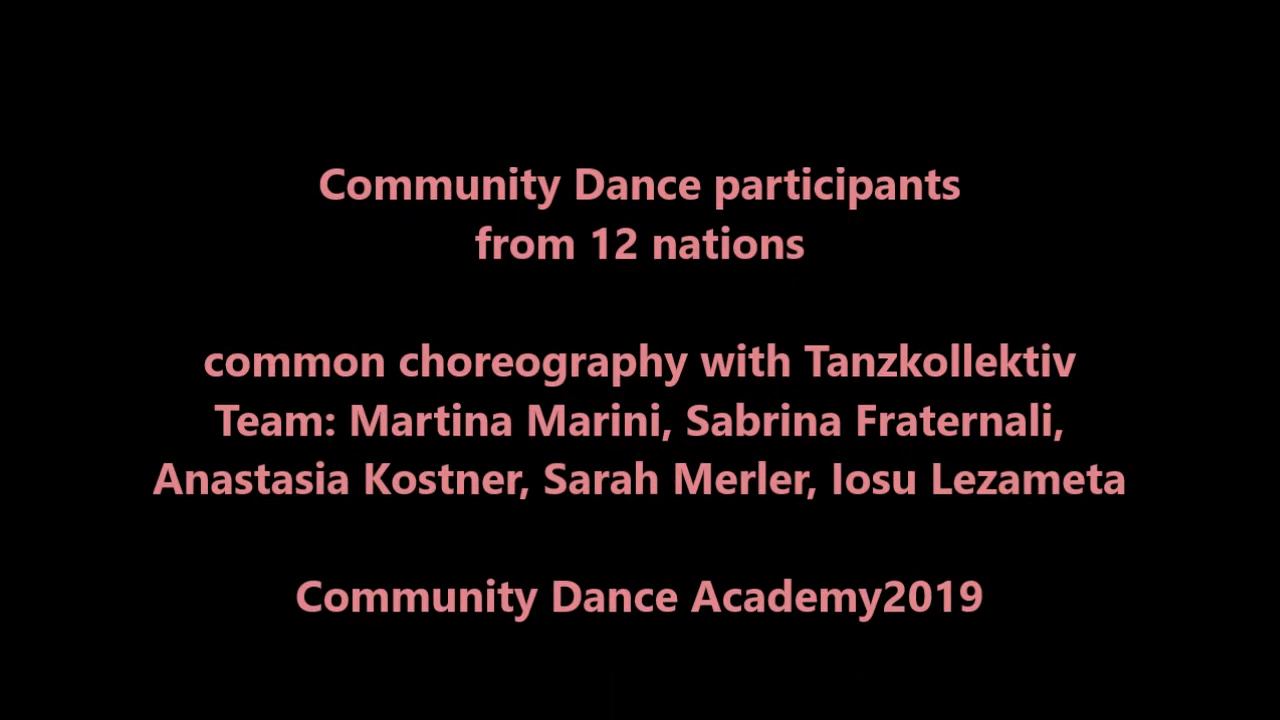 Community Dance participants
from 12 nations
common choreography with Tanzkollektiv
Team: Martina Marini, Sabrina Fraternali,
Anastasia Kostner, Sarah Merler, Iosu Lezameta
Community Dance Academy2019